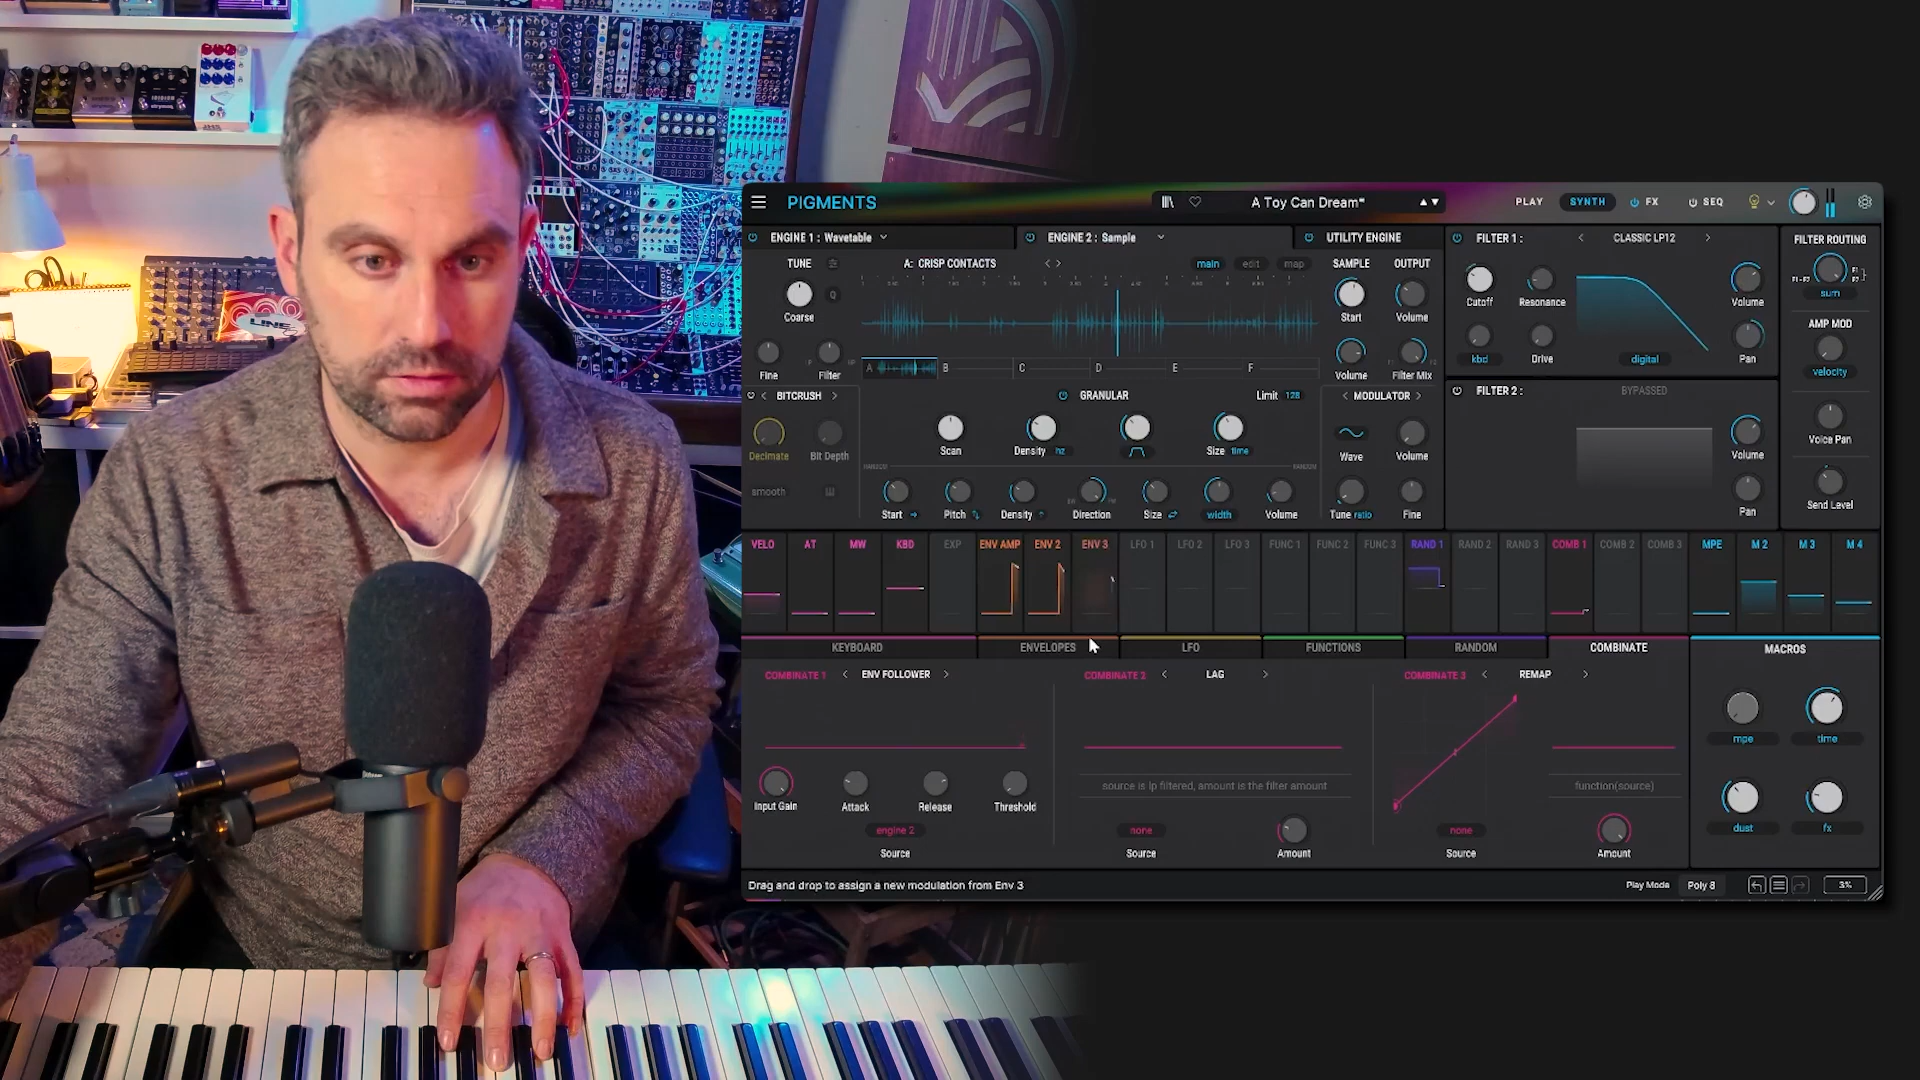 LINE 6
PIGMENTS
A Toy Can Dream*
PLAY
SYNTH
FX
SEQ
ENGINE 1 : Wavetable
ENGINE 2 : Sample
UTILITY ENGINE
FILTER 1 :
CLASSIC LP12
FILTER ROUTING
TUNE
A: CRISP CONTACTS
main
edit
map
SAMPLE
OUTPUT
Q
Coarse
Start
Volume
Cutoff
Resonance
Volume
sum
AMP MOD
Fine
Filter
A
B
C
D
E
F
Volume
Filter Mix
kbd
Drive
digital
Pan
velocity
BITCRUSH
GRANULAR
Limit 128
MODULATOR
FILTER 2 :
BYPASSED
Decimate
Bit Depth
Scan
Density hz
Size time
Wave
Volume
Volume
Voice Pan
smooth
Start
Pitch
Density
Direction
Size
width
Volume
Tune ratio
Fine
Pan
Send Level
VELO
AT
MW
KBD
EXP
ENV AMP
ENV 2
ENV 3
LFO 1
LFO 2
LFO 3
FUNC 1
FUNC 2
FUNC 3
RAND 1
RAND 2
RAND 3
COMB 1
COMB 2
COMB 3
MPE
M 2
M 3
M 4
KEYBOARD
ENVELOPES
LFO
FUNCTIONS
RANDOM
COMBINATE
MACROS
COMBINATE 1
ENV FOLLOWER
COMBINATE 2
LAG
COMBINATE 3
REMAP
mpe
time
source is lp filtered, amount is the filter amount
function(source)
Input Gain
Attack
Release
Threshold
engine 2
Source
none
Source
Amount
none
Source
Amount
dust
fx
Drag and drop to assign a new modulation from Env 3
Play Mode
Poly 8
3%